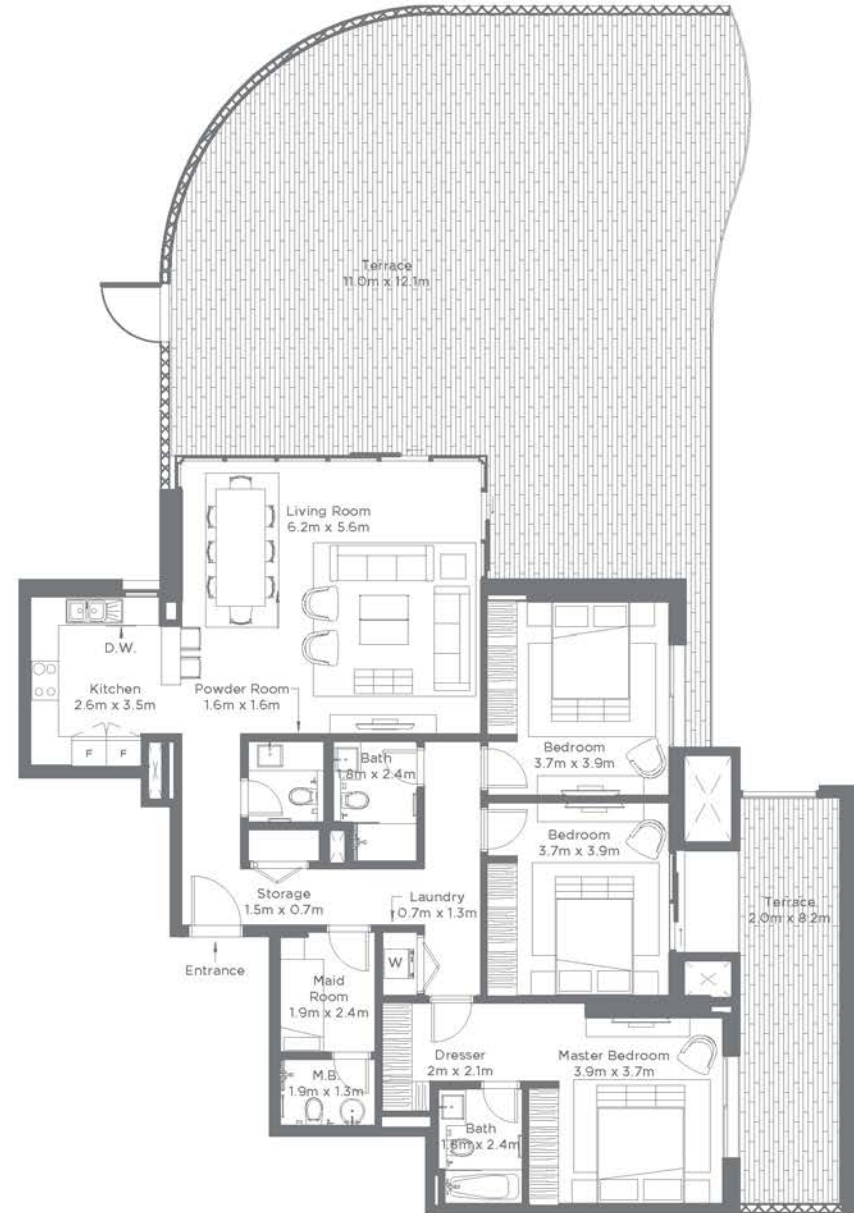 Terrace
11.0m x 12.1m
Living Room
6.2m x 5.6m
D.W.
Kitchen
2.6m x 3.5m
F F
Powder Room
1.6m x 1.6m
Bath
1.8m x 2.4m
Bedroom
3.7m x 3.9m
Bedroom
3.7m x 3.9m
Storage
1.5m x 0.7m
Laundry
0.7m x 1.3m
Terrace
2.0m x 8.2m
Entrance
W
Maid
Room
1.9m x 2.4m
Dresser
2m x 2.1m
Master Bedroom
3.9m x 3.7m
M.B.
1.9m x 1.3m
Bath
1.8m x 2.4m